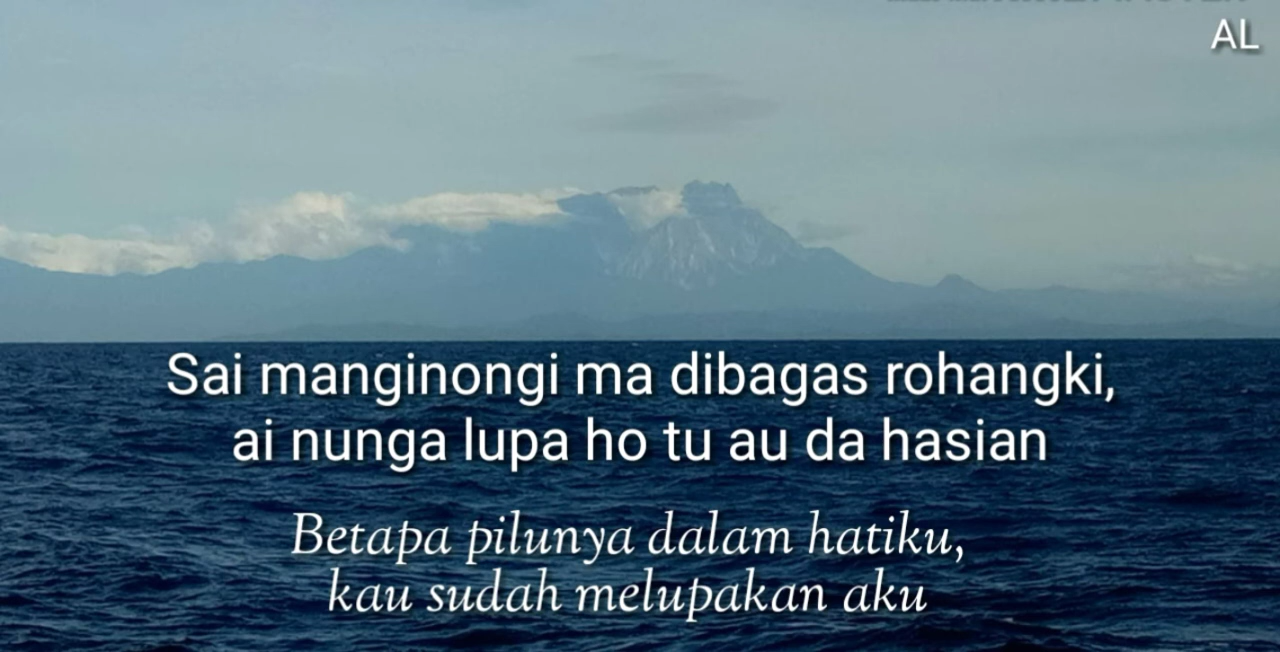 AL
Sai manginongi ma dibagas rohangki,
ai nunga lupa ho tu au da hasian
Betapa pilunya dalam hatiku,
kau sudah melupakan aku